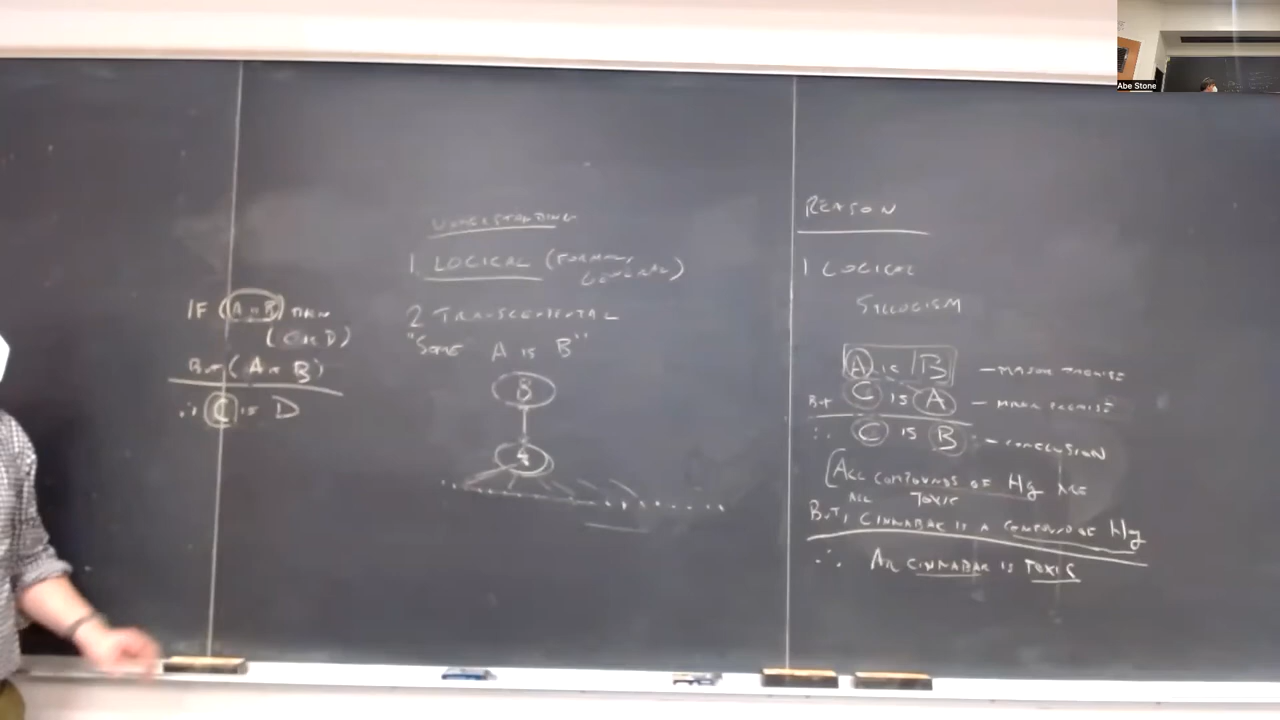 IF (A IS B) THEN
(C IS D)
BUT (A IS B)
∴ C IS D
UNDERSTANDING
1 LOGICAL (FORMAL, GENERAL)
2 TRANSCENDENTAL
"SOME A IS B"
B
A
REASON
1 LOGICAL
SYLLOGISM
A IS B — MAJOR PREMISE
BUT C IS A — MINOR PREMISE
∴ C IS B — CONCLUSION
ALL COMPOUNDS OF Hg ARE
TOXIC
BUT, ALL CINNABAR IS A COMPOUND OF Hg
∴ ALL CINNABAR IS TOXIC
Abe Stone